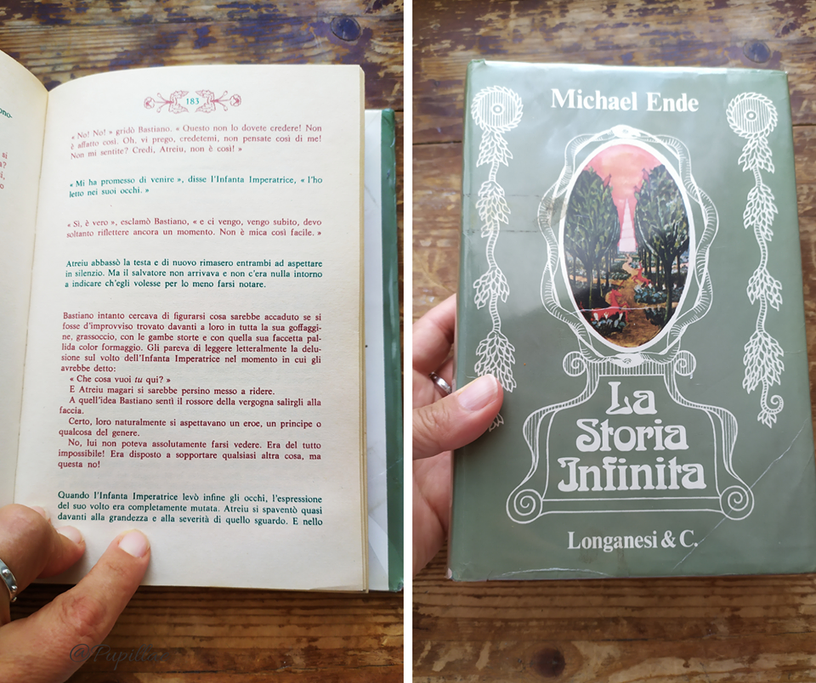 ono-
si
a?
e
,
o
183
« No! No! » gridò Bastiano. « Questo non lo dovete credere! Non
è affatto così. Oh, vi prego, credetemi, non pensate così di me!
Non mi sentite? Credi, Atreiu, non è così! »
« Mi ha promesso di venire », disse l'Infanta Imperatrice, « l'ho
letto nei suoi occhi. »
« Sì, è vero », esclamò Bastiano, « e ci vengo, vengo subito, devo
soltanto riflettere ancora un momento. Non è mica così facile. »
Atreiu abbassò la testa e di nuovo rimasero entrambi ad aspettare
in silenzio. Ma il salvatore non arrivava e non c'era nulla intorno
a indicare ch'egli volesse per lo meno farsi notare.
Bastiano intanto cercava di figurarsi cosa sarebbe accaduto se si
fosse d'improvviso trovato davanti a loro in tutta la sua goffaggi-
ne, grassoccio, con le gambe storte e con quella sua faccetta pal-
lida color formaggio. Gli pareva di leggere letteralmente la delu-
sione sul volto dell'Infanta Imperatrice nel momento in cui gli
avrebbe detto:
« Che cosa vuoi tu qui? »
E Atreiu magari si sarebbe persino messo a ridere.
A quell'idea Bastiano sentì il rossore della vergogna salirgli alla
faccia.
Certo, loro naturalmente si aspettavano un eroe, un principe o
qualcosa del genere.
No, lui non poteva assolutamente farsi vedere. Era del tutto
impossibile! Era disposto a sopportare qualsiasi altra cosa, ma
questa no!
Quando l'Infanta Imperatrice levò infine gli occhi, l'espressione
del suo volto era completamente mutata. Atreiu si spaventò quasi
davanti alla grandezza e alla severità di quello sguardo. E nello
Michael Ende
La
Storia
Infinita
Longanesi & C.